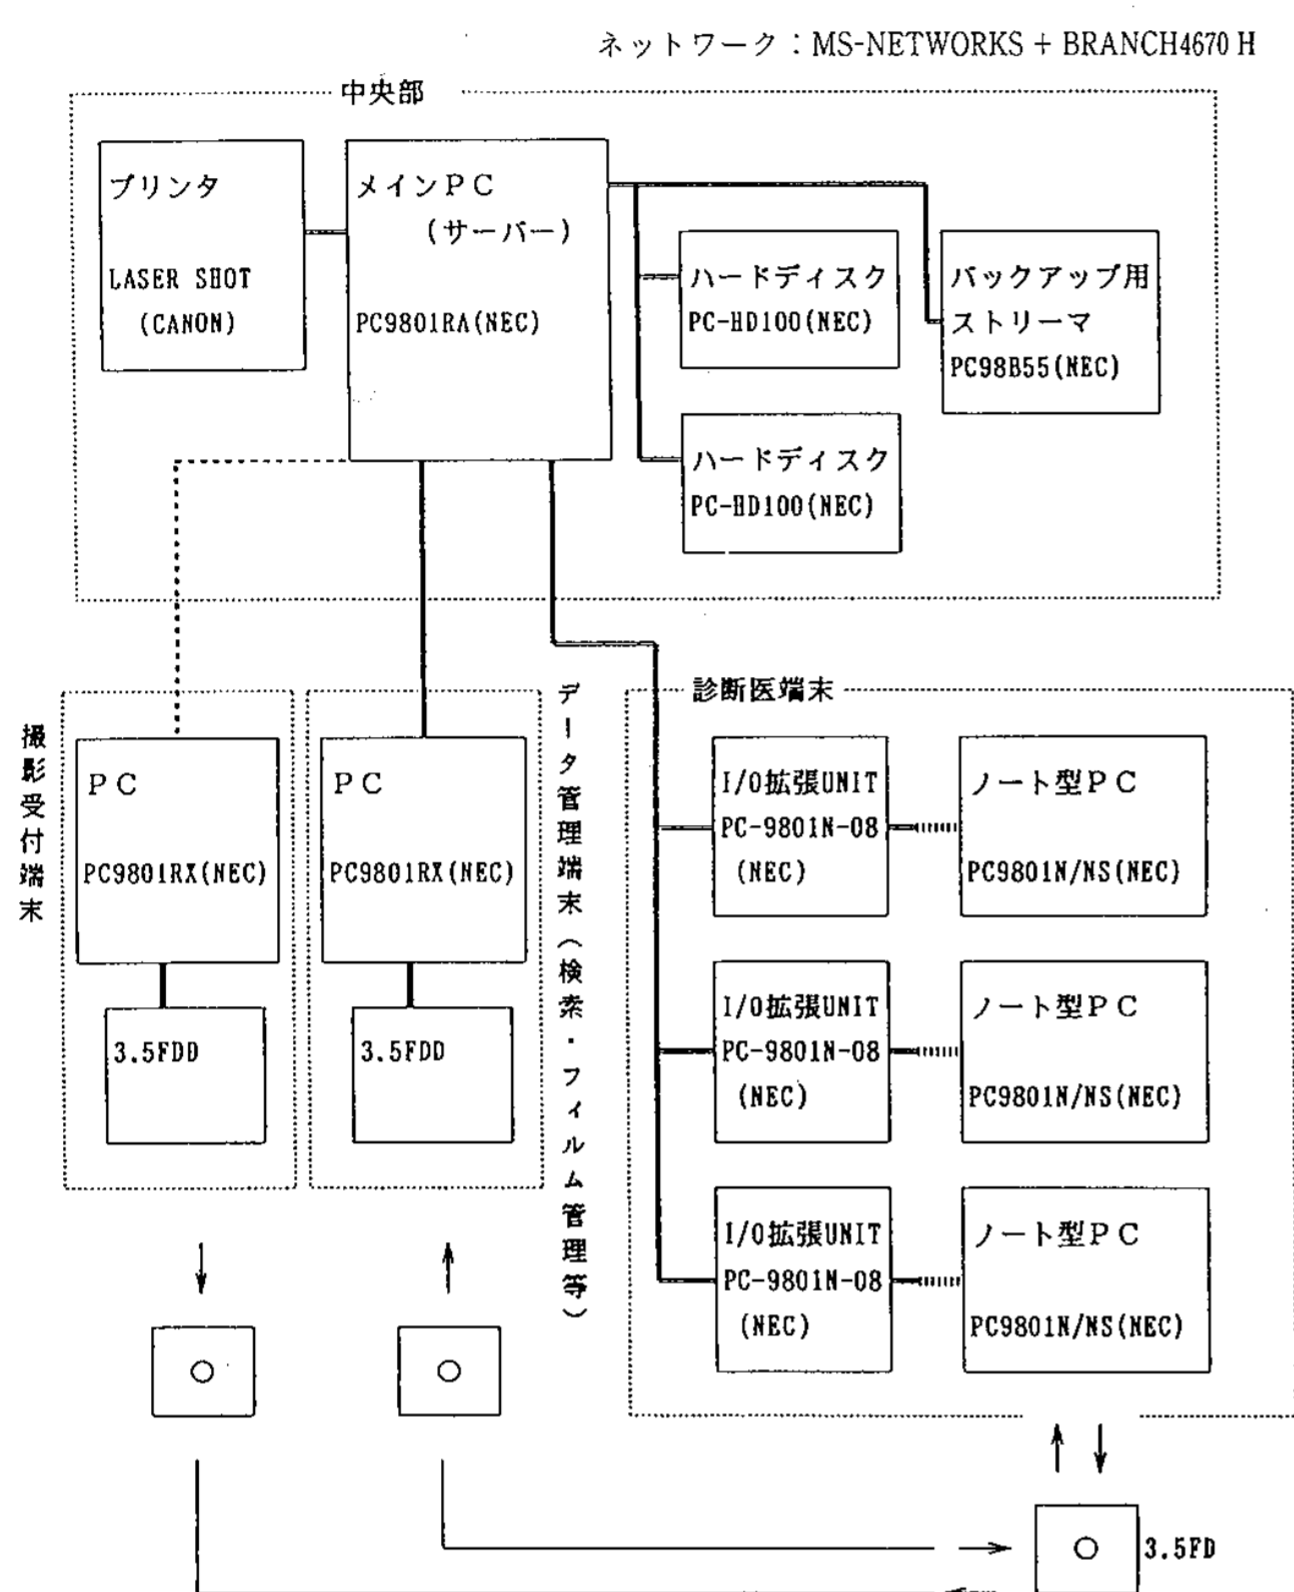 ネットワーク：MS-NETWORKS + BRANCH4670 H
中央部
プリンタ
LASER SHOT
(CANON)
メインPC
(サーバー)
PC9801RA(NEC)
ハードディスク
PC-HD100(NEC)
バックアップ用
ストリーマ
PC98B55(NEC)
ハードディスク
PC-HD100(NEC)
撮影受付端末
PC
PC9801RX(NEC)
3.5FDD
PC
PC9801RX(NEC)
3.5FDD
データ管理端末（検索・フィルム管理等）
診断医端末
I/O拡張UNIT
PC-9801N-08
(NEC)
ノート型PC
PC9801N/NS(NEC)
I/O拡張UNIT
PC-9801N-08
(NEC)
ノート型PC
PC9801N/NS(NEC)
I/O拡張UNIT
PC-9801N-08
(NEC)
ノート型PC
PC9801N/NS(NEC)
3.5FD